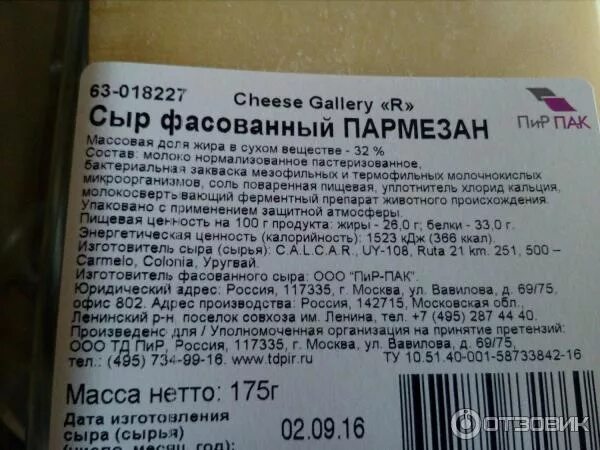 63-018227 Cheese Gallery «R»
ПиР ПАК
Сыр фасованный ПАРМЕЗАН
Массовая доля жира в сухом веществе - 32 %
Состав: молоко нормализованное пастеризованное,
бактериальная закваска мезофильных и термофильных молочнокислых
микроорганизмов, соль поваренная пищевая, уплотнитель хлорид кальция,
молокосвертывающий ферментный препарат животного происхождения.
Упаковано с применением защитной атмосферы.
Пищевая ценность на 100 г продукта: жиры - 26,0 г; белки - 33,0 г.
Энергетическая ценность (калорийность): 1523 кДж (366 ккал).
Изготовитель сыра (сырья): C.A.L.C.A.R., UY-108, Ruta 21 km. 251, 500 –
Carmelo, Colonia, Уругвай.
Изготовитель фасованного сыра: ООО "ПиР-ПАК".
Юридический адрес: Россия, 117335, г. Москва, ул. Вавилова, д. 69/75,
офис 802. Адрес производства: Россия, 142715, Московская обл.,
Ленинский р-н, поселок совхоза им. Ленина, тел. +7 (495) 287 44 40.
Произведено для / Уполномоченная организация на принятие претензий:
ООО ТД ПиР, Россия, 117335, г. Москва, ул. Вавилова, д. 69/75,
тел.: (495) 734-99-16. www.tdpir.ru ТУ 10.51.40-001-58733842-16
Масса нетто: 175г
Дата изготовления
сыра (сырья) 02.09.16
(число, месяц, год):
ОТЗОВИК